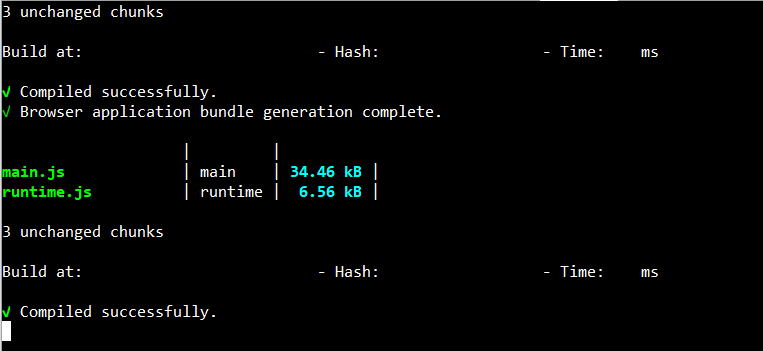 3 unchanged chunks
Build at: - Hash: - Time: ms
√ Compiled successfully.
√ Browser application bundle generation complete.
| |
main.js | main | 34.46 kB |
runtime.js | runtime | 6.56 kB |
3 unchanged chunks
Build at: - Hash: - Time: ms
√ Compiled successfully.